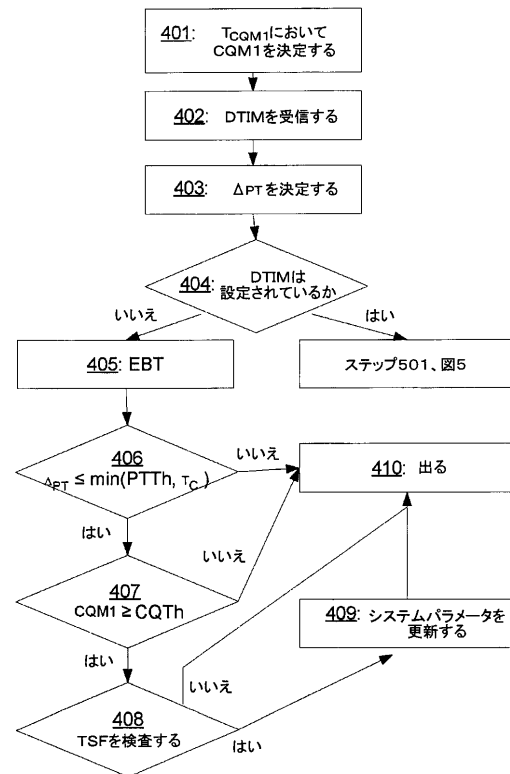 401: TCQM1において
CQM1を決定する
402: DTIMを受信する
403: ΔPTを決定する
404: DTIMは
設定されているか
いいえ
はい
405: EBT
ステップ501、図5
406
ΔPT ≤ min(PTTh, τC)
いいえ
410: 出る
はい
いいえ
407
CQM1 ≥ CQTh
409: システムパラメータを
更新する
はい
いいえ
408
TSFを検査する
はい